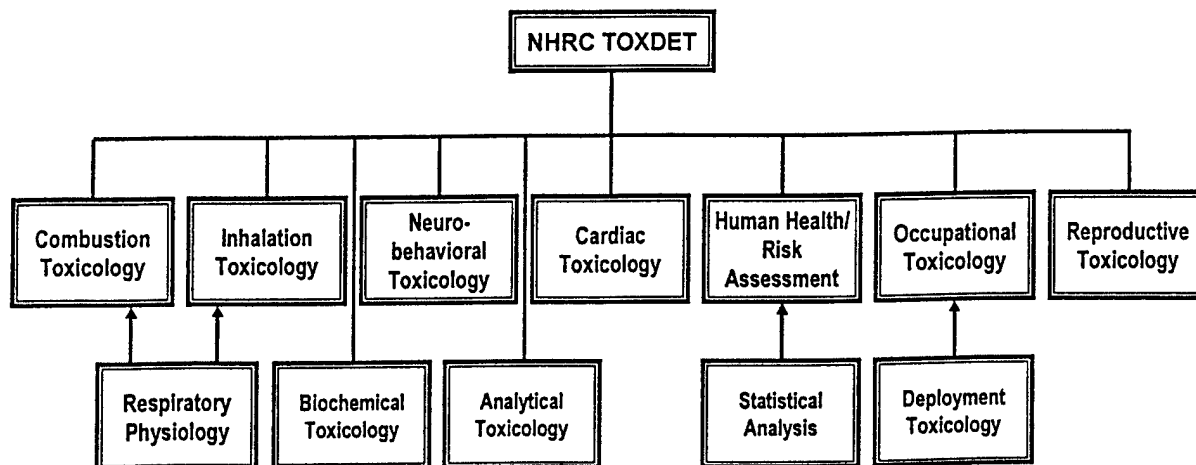 NHRC TOXDET
Combustion
Toxicology
Inhalation
Toxicology
Neuro-
behavioral
Toxicology
Cardiac
Toxicology
Human Health/
Risk
Assessment
Occupational
Toxicology
Reproductive
Toxicology
Respiratory
Physiology
Biochemical
Toxicology
Analytical
Toxicology
Statistical
Analysis
Deployment
Toxicology